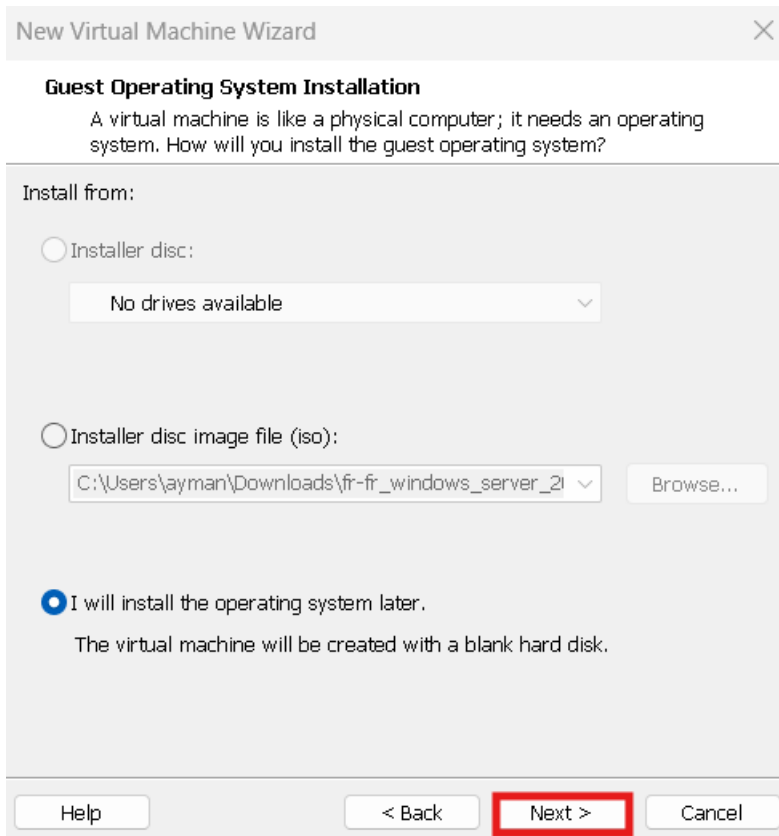 New Virtual Machine Wizard
Guest Operating System Installation
A virtual machine is like a physical computer; it needs an operating
system. How will you install the guest operating system?
Install from:
Installer disc:
No drives available
Installer disc image file (iso):
C:\Users\ayman\Downloads\fr-fr_windows_server_2
Browse...
I will install the operating system later.
The virtual machine will be created with a blank hard disk.
Help
< Back
Next >
Cancel